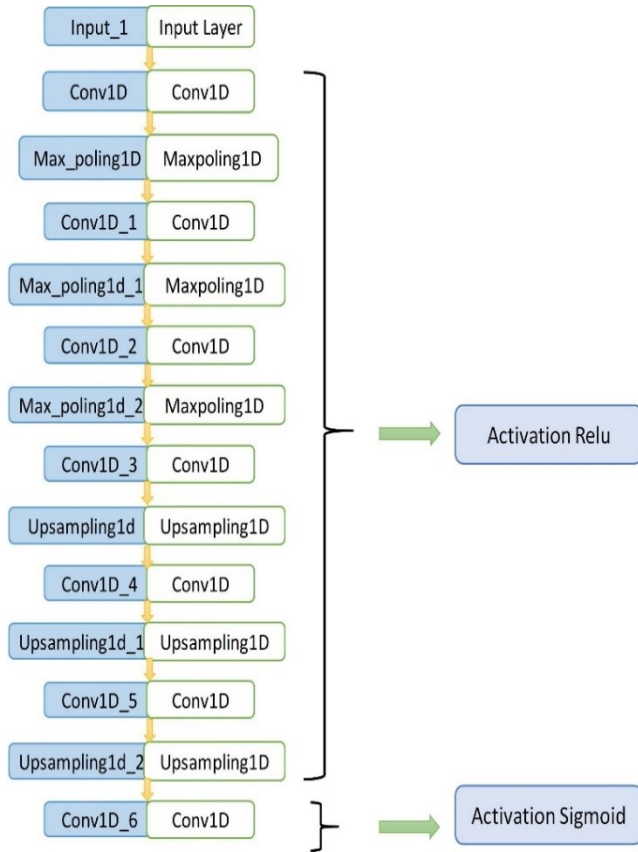 Input_1 Input Layer
Conv1D Conv1D
Max_poling1D Maxpoling1D
Conv1D_1 Conv1D
Max_poling1d_1 Maxpoling1D
Conv1D_2 Conv1D
Max_poling1d_2 Maxpoling1D
Activation Relu
Conv1D_3 Conv1D
Upsampling1d Upsampling1D
Conv1D_4 Conv1D
Upsampling1d_1 Upsampling1D
Conv1D_5 Conv1D
Upsampling1d_2 Upsampling1D
Conv1D_6 Conv1D
Activation Sigmoid